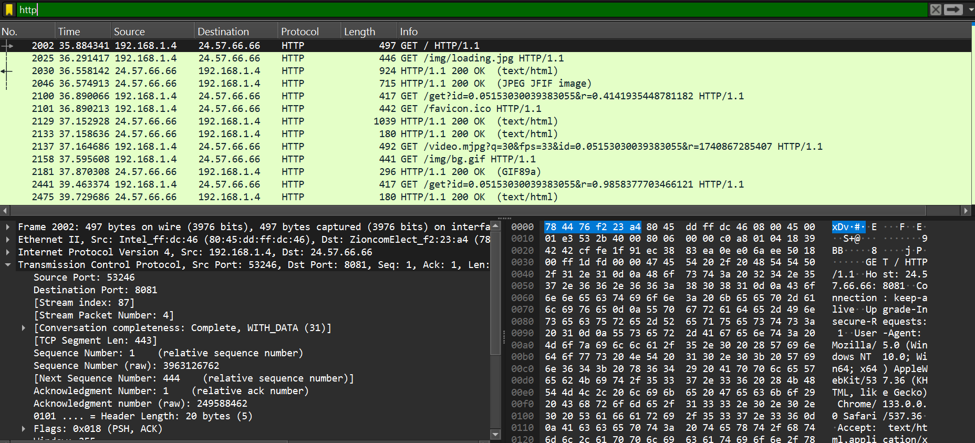 http
No. Time Source Destination Protocol Length Info
2002 35.884341 192.168.1.4 24.57.66.66 HTTP 497 GET / HTTP/1.1
2025 36.291417 192.168.1.4 24.57.66.66 HTTP 446 GET /img/loading.jpg HTTP/1.1
2030 36.558142 24.57.66.66 192.168.1.4 HTTP 924 HTTP/1.1 200 OK (text/html)
2046 36.574913 24.57.66.66 192.168.1.4 HTTP 715 HTTP/1.1 200 OK (JPEG JFIF image)
2100 36.890066 192.168.1.4 24.57.66.66 HTTP 417 GET /get?id=0.05153030039383055&r=0.4141935448781182 HTTP/1.1
2101 36.890213 192.168.1.4 24.57.66.66 HTTP 442 GET /favicon.ico HTTP/1.1
2129 37.152928 24.57.66.66 192.168.1.4 HTTP 1039 HTTP/1.1 200 OK (text/html)
2133 37.158636 24.57.66.66 192.168.1.4 HTTP 180 HTTP/1.1 200 OK (text/html)
2137 37.164686 192.168.1.4 24.57.66.66 HTTP 492 GET /video.mjpg?q=30&fps=33&id=0.05153030039383055&r=1740867285407 HTTP/1.1
2158 37.595608 192.168.1.4 24.57.66.66 HTTP 441 GET /img/bg.gif HTTP/1.1
2181 37.870308 24.57.66.66 192.168.1.4 HTTP 296 HTTP/1.1 200 OK (GIF89a)
2441 39.463374 192.168.1.4 24.57.66.66 HTTP 417 GET /get?id=0.05153030039383055&r=0.9858377703466121 HTTP/1.1
2475 39.729686 24.57.66.66 192.168.1.4 HTTP 180 HTTP/1.1 200 OK (text/html)
Frame 2002: 497 bytes on wire (3976 bits), 497 bytes captured (3976 bits) on interfa
Ethernet II, Src: Intel_ff:dc:46 (80:45:dd:ff:dc:46), Dst: ZioncomElect_f2:23:a4 (78
Internet Protocol Version 4, Src: 192.168.1.4, Dst: 24.57.66.66
Transmission Control Protocol, Src Port: 53246, Dst Port: 8081, Seq: 1, Ack: 1, Len:
Source Port: 53246
Destination Port: 8081
[Stream index: 87]
[Stream Packet Number: 4]
[Conversation completeness: Complete, WITH_DATA (31)]
[TCP Segment Len: 443]
Sequence Number: 1 (relative sequence number)
Sequence Number (raw): 3963126762
[Next Sequence Number: 444 (relative sequence number)]
Acknowledgment Number: 1 (relative ack number)
Acknowledgment number (raw): 249588462
0101 .... = Header Length: 20 bytes (5)
Flags: 0x018 (PSH, ACK)
0000 78 44 76 f2 23 a4 80 45 dd ff dc 46 08 00 45 00 xDv·#··E ···F··E·
0010 01 e3 53 2b 40 00 80 06 00 00 c0 a8 01 04 18 39 ··S+@··· ·······9
0020 42 42 cf fe 1f 91 ec 38 83 ea 0e e0 6a ee 50 18 BB·····8 ····j·P·
0030 00 ff 1d fd 00 00 47 45 54 20 2f 20 48 54 54 50 ······GE T / HTTP
0040 2f 31 2e 31 0d 0a 48 6f 73 74 3a 20 32 34 2e 35 /1.1··Ho st: 24.5
0050 37 2e 36 36 2e 36 36 3a 38 30 38 31 0d 0a 43 6f 7.66.66: 8081··Co
0060 6e 6e 65 63 74 69 6f 6e 3a 20 6b 65 65 70 2d 61 nnection : keep-a
0070 6c 69 76 65 0d 0a 55 70 67 72 61 64 65 2d 49 6e live··Up grade-In
0080 73 65 63 75 72 65 2d 52 65 71 75 65 73 74 73 3a secure-R equests:
0090 20 31 0d 0a 55 73 65 72 2d 41 67 65 6e 74 3a 20 1··User -Agent:
00a0 4d 6f 7a 69 6c 6c 61 2f 35 2e 30 20 28 57 69 6e Mozilla/ 5.0 (Win
00b0 64 6f 77 73 20 4e 54 20 31 30 2e 30 3b 20 57 69 dows NT 10.0; Wi
00c0 6e 36 34 3b 20 78 36 34 29 20 41 70 70 6c 65 57 n64; x64 ) AppleW
00d0 65 62 4b 69 74 2f 35 33 37 2e 33 36 20 28 4b 48 ebKit/53 7.36 (KH
00e0 54 4d 4c 2c 20 6c 69 6b 65 20 47 65 63 6b 6f 29 TML, lik e Gecko)
00f0 20 43 68 72 6f 6d 65 2f 31 33 33 2e 30 2e 30 2e Chrome/ 133.0.0.
0100 30 20 53 61 66 61 72 69 2f 35 33 37 2e 33 36 0d 0 Safari /537.36·
0110 0a 41 63 63 65 70 74 3a 20 74 65 78 74 2f 68 74 ·Accept: text/ht
0120 6d 6c 2c 61 70 70 6c 69 63 61 74 69 6f 6e 2f 78 ml,appli cation/x